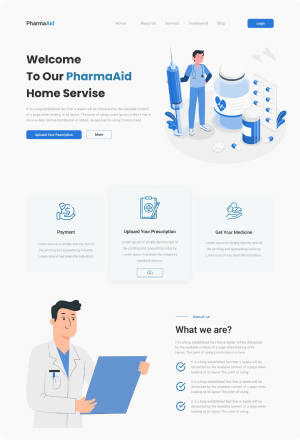 PharmaAid
Home About Us Services Testimonial Blog Login
Welcome
To Our PharmaAid
Home Servise
It is a long established fact that a reader will be distracted by the readable content
of a page when looking at its layout. The point of using Lorem Ipsum is that it has a
more-or-less normal distribution of letters, as opposed to using 'Content here,
Upload Your Prescription More
Payment
Lorem Ipsum is simply dummy text of
the printing and typesetting industry.
Lorem Ipsum has been the industry's
Upload Your Prescription
Lorem Ipsum is simply dummy text of
the printing and typesetting industry.
Lorem Ipsum has been the industry's
standard dummy
Get Your Medicine
Lorem Ipsum is simply dummy text of
the printing and typesetting industry.
Lorem Ipsum has been the industry's
About us
What we are?
It is a long established fact that a reader will be
distracted by the readable content of a page when looking at its
layout. The point of using Lorem Ipsum
It is a long established fact that a reader will be
distracted by the readable content of a page when
looking at its layout. The point of using
It is a long established fact that a reader will be
distracted by the readable content of a page when
looking at its layout. The point of using
It is a long established fact that a reader will be
distracted by the readable content of a page when
looking at its layout. The point of using